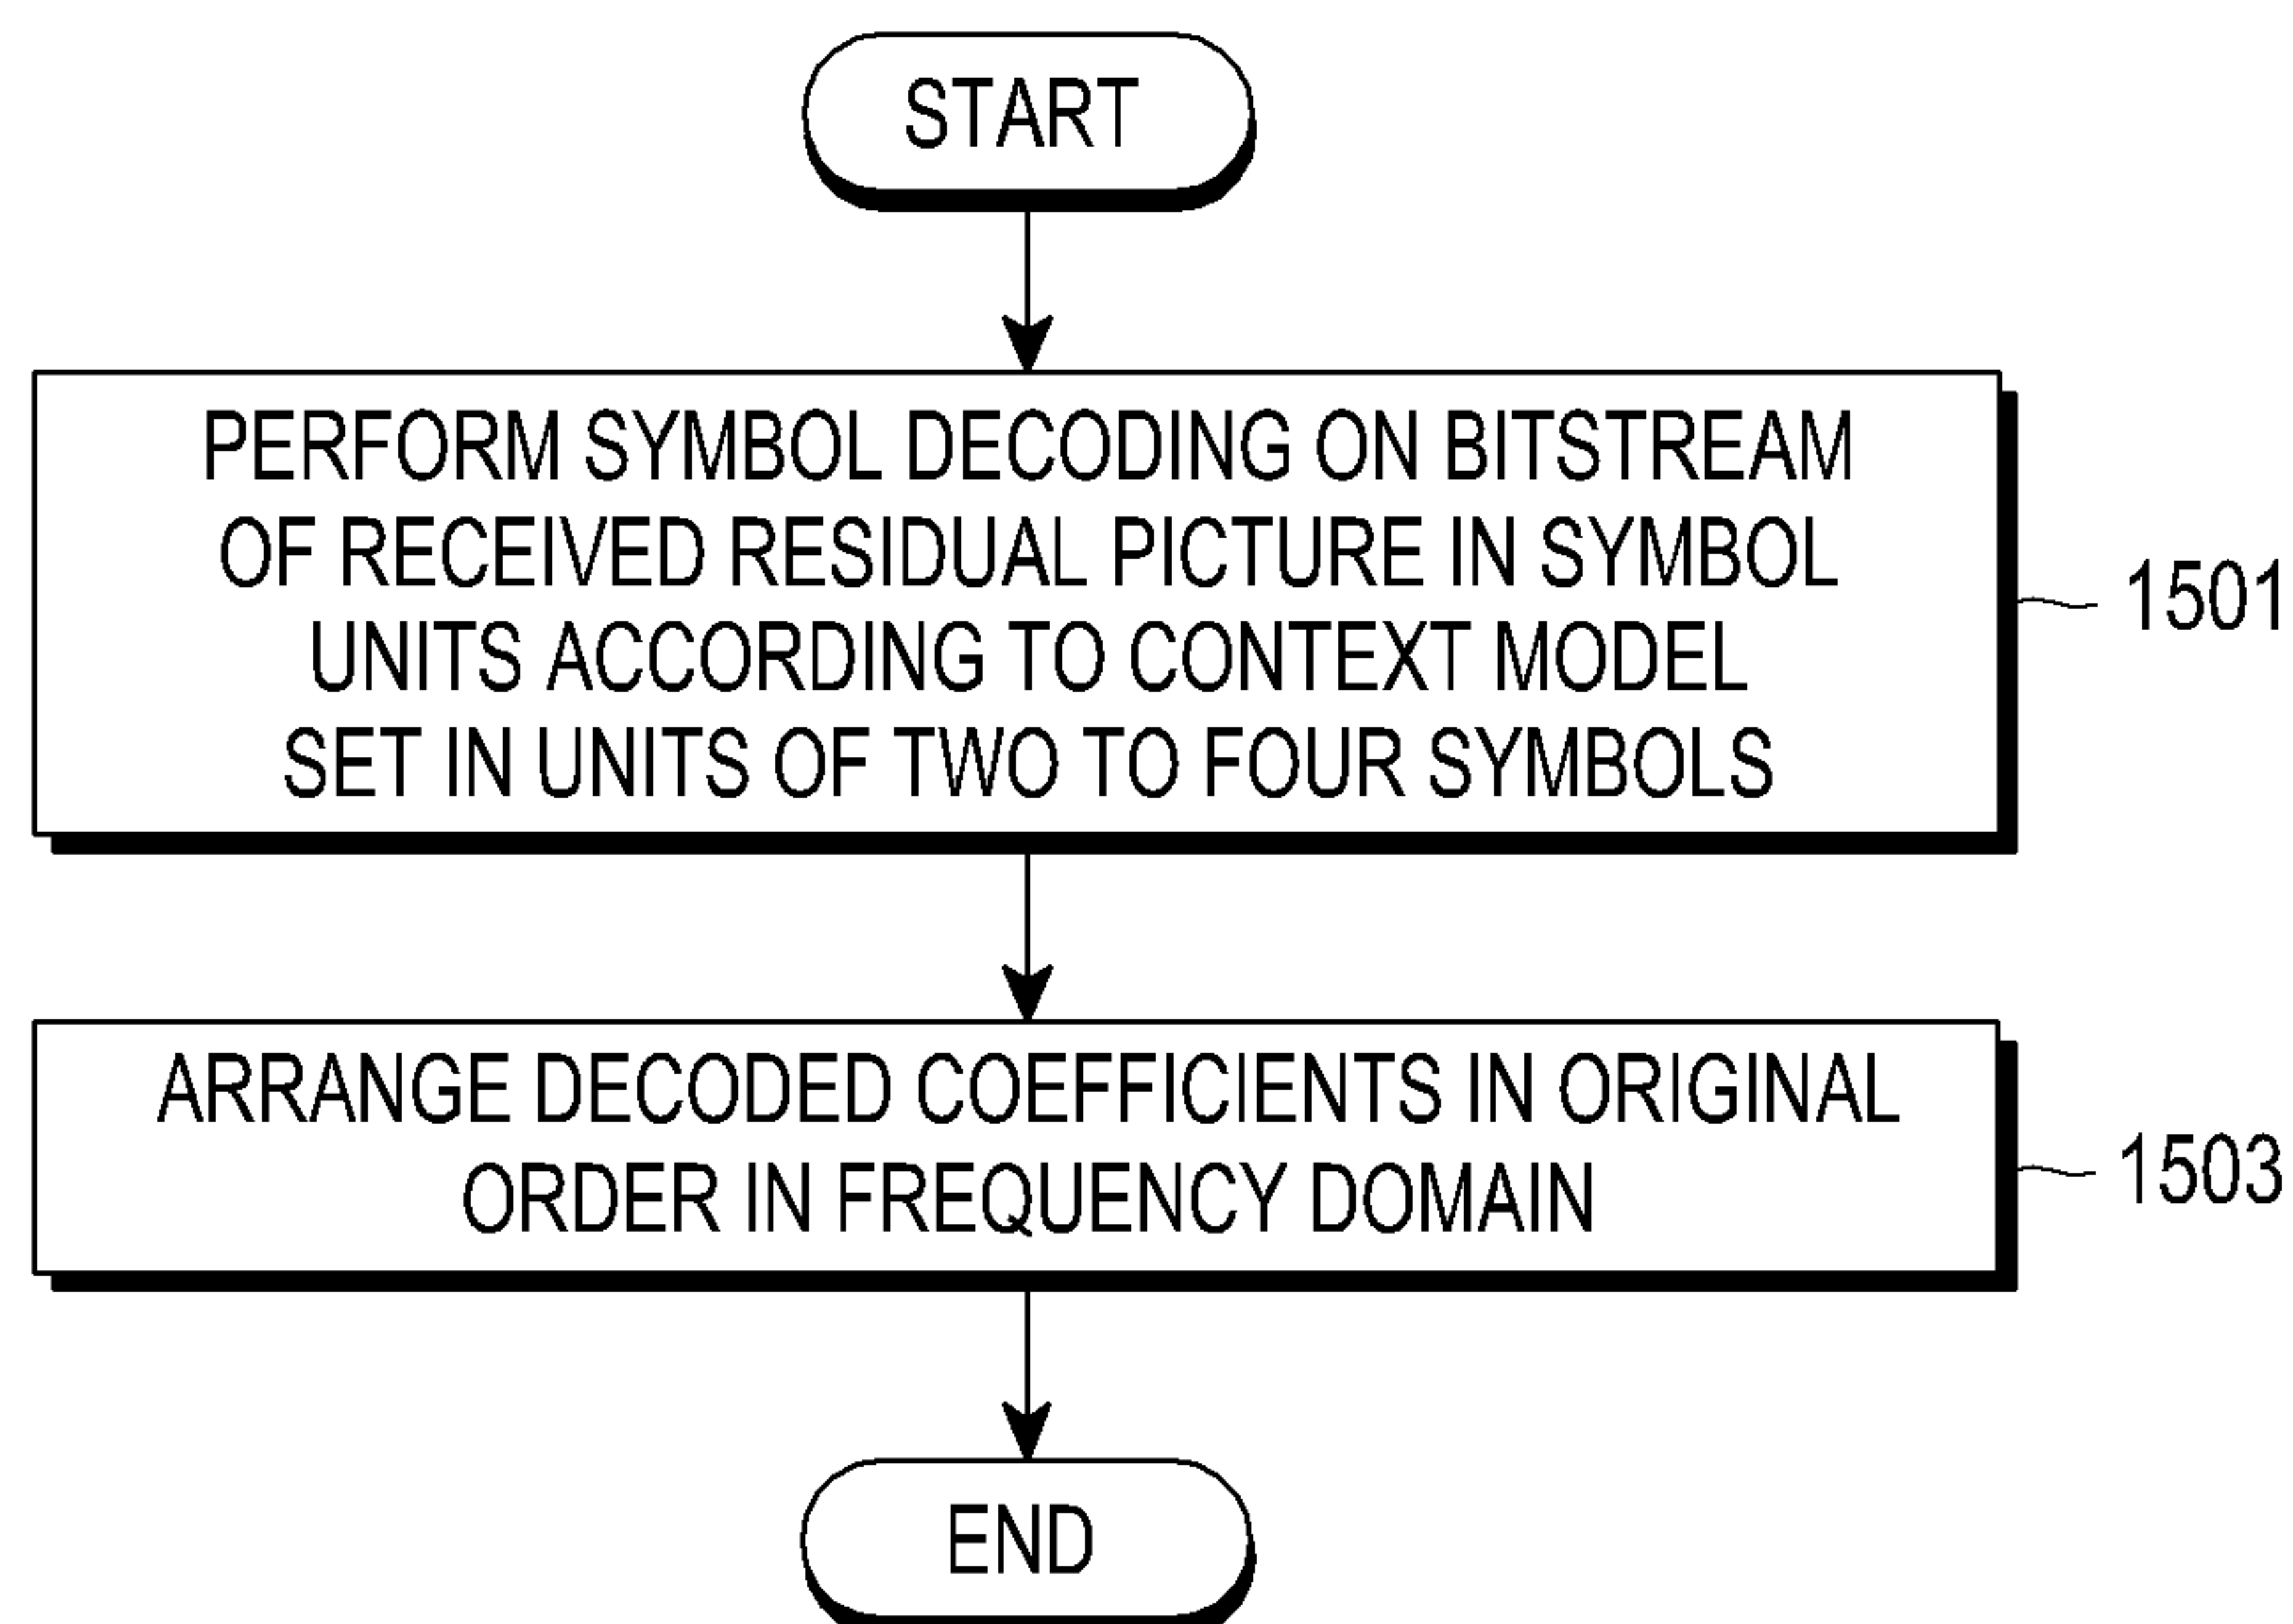 START
PERFORM SYMBOL DECODING ON BITSTREAM
OF RECEIVED RESIDUAL PICTURE IN SYMBOL
UNITS ACCORDING TO CONTEXT MODEL
SET IN UNITS OF TWO TO FOUR SYMBOLS
1501
ARRANGE DECODED COEFFICIENTS IN ORIGINAL
ORDER IN FREQUENCY DOMAIN
1503
END